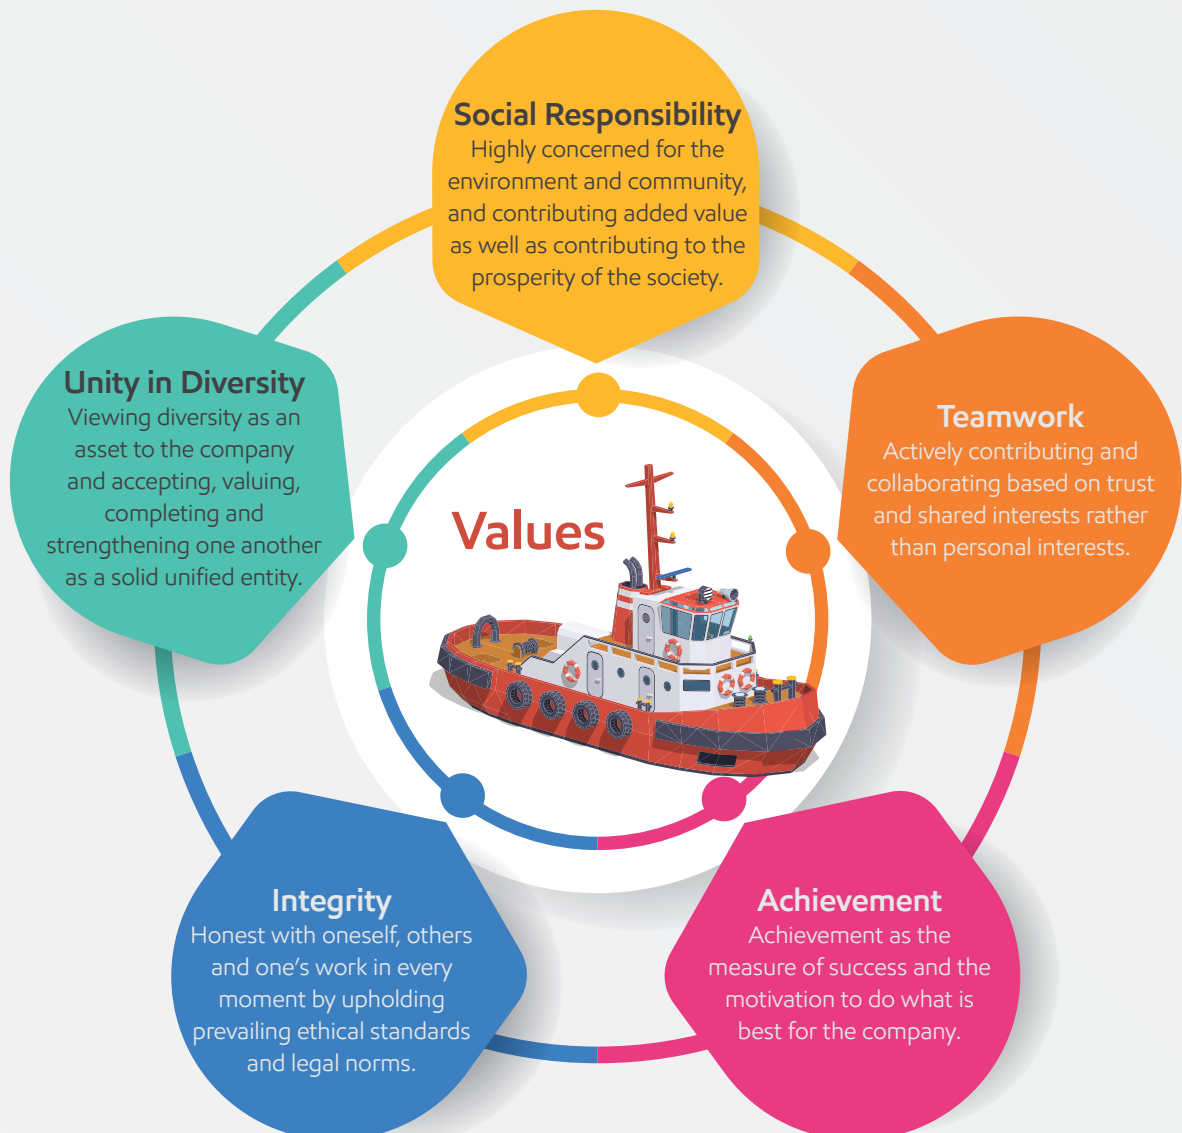 Social Responsibility
Highly concerned for the
environment and community,
and contributing added value
as well as contributing to the
prosperity of the society.
Unity in Diversity
Viewing diversity as an
asset to the company
and accepting, valuing,
completing and
strengthening one another
as a solid unified entity.
Teamwork
Actively contributing and
collaborating based on trust
and shared interests rather
than personal interests.
Values
Integrity
Honest with oneself, others
and one’s work in every
moment by upholding
prevailing ethical standards
and legal norms.
Achievement
Achievement as the
measure of success and the
motivation to do what is
best for the company.